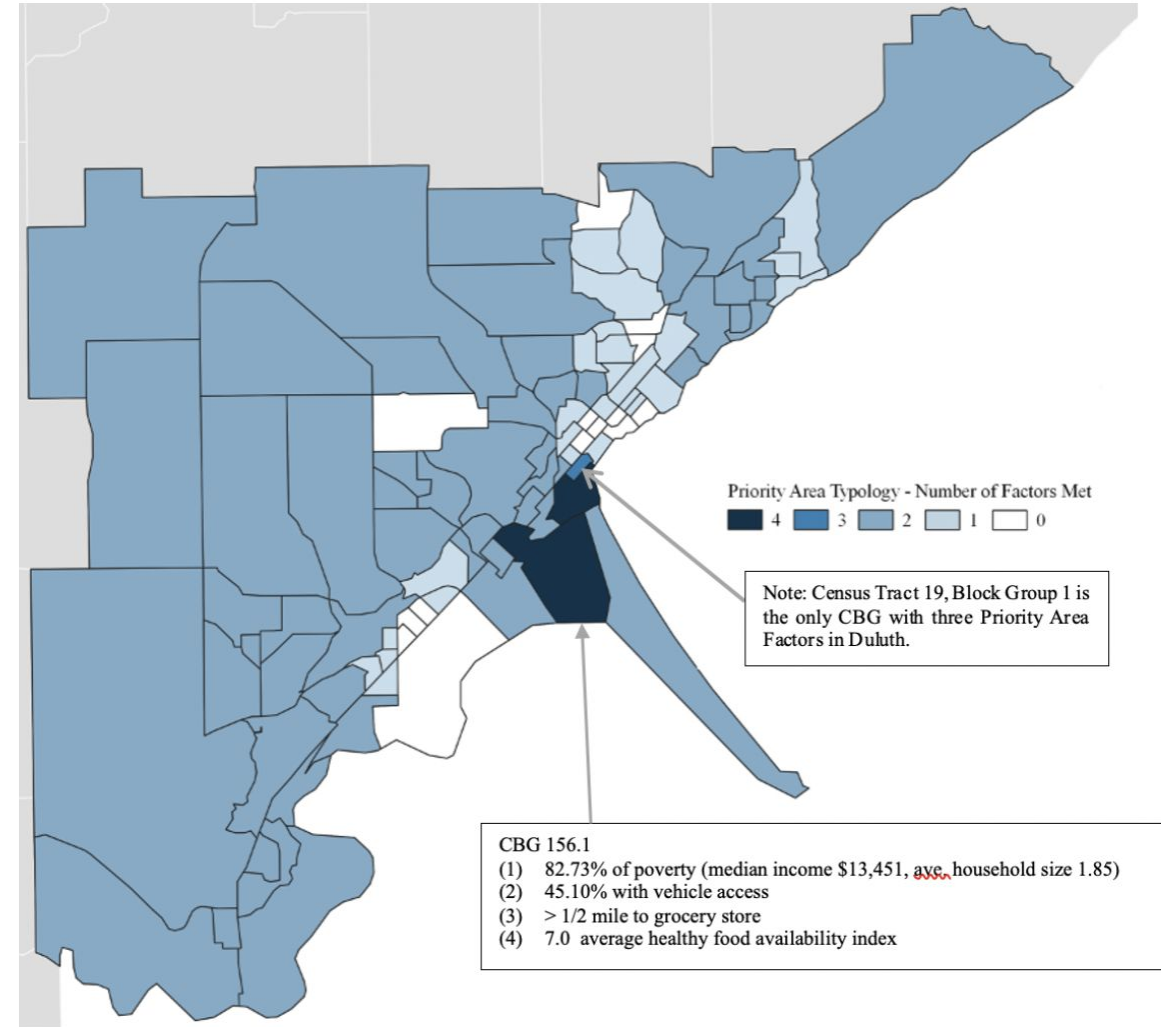 Priority Area Typology - Number of Factors Met
4 3 2 1 0
Note: Census Tract 19, Block Group 1 is
the only CBG with three Priority Area
Factors in Duluth.
CBG 156.1
(1) 82.73% of poverty (median income $13,451, ave. household size 1.85)
(2) 45.10% with vehicle access
(3) > 1/2 mile to grocery store
(4) 7.0 average healthy food availability index